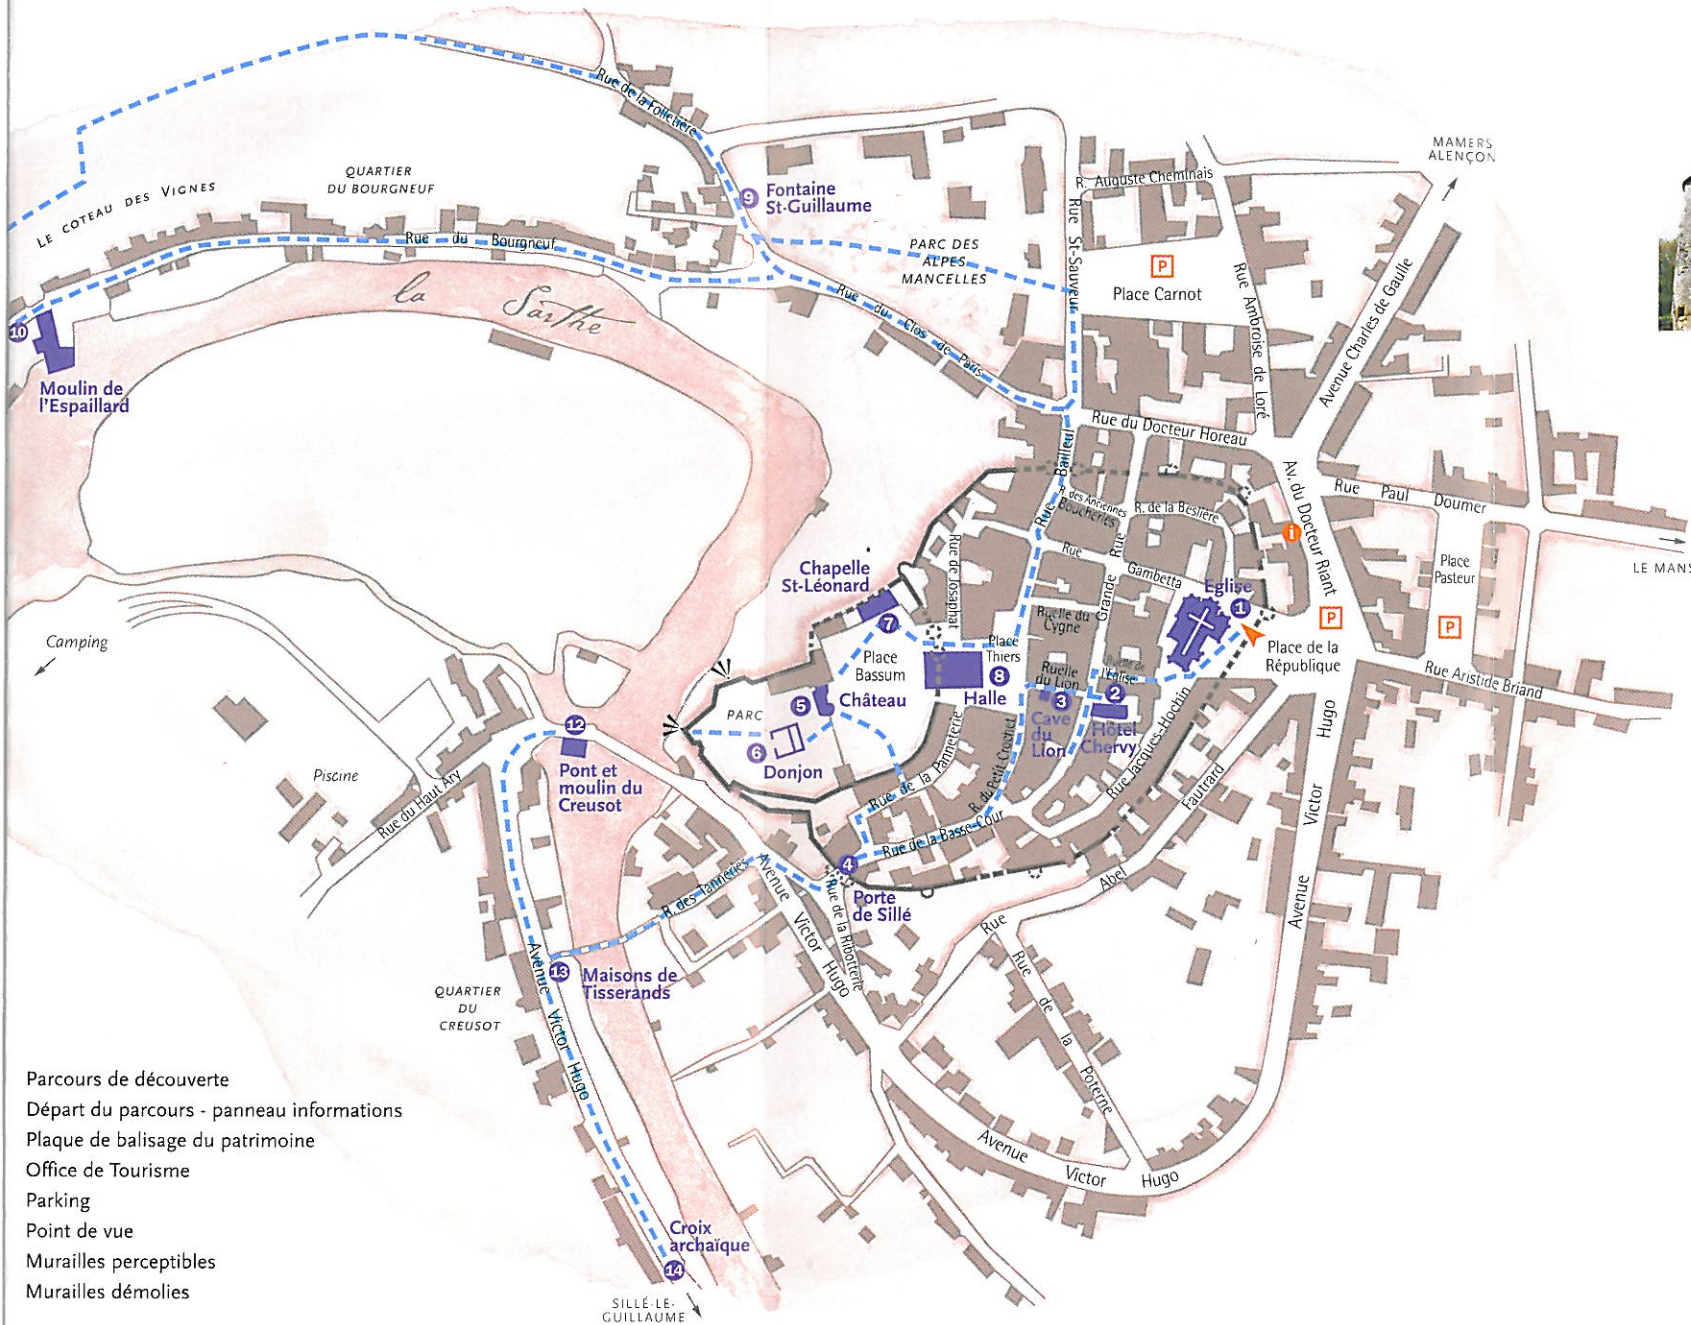 Rue de la Folletière
MAMERS
ALENÇON
QUARTIER
DU BOURGNEUF
LE COTEAU DES VIGNES
9
Fontaine
St-Guillaume
R. Auguste Cheminais
Rue St-Sauveur
Rue du Bourgneuf
PARC DES
ALPES
MANCELLES
P
Place Carnot
Rue Ambroise de Loré
Avenue Charles de Gaulle
la Sarthe
Rue du Clos de Paris
10
Moulin de
l'Espaillard
Rue du Docteur Horeau
Rue Bailleul
R. des Anciennes
Boucheries
R. de la Beslière
Av. du Docteur Riant
Rue Paul Doumer
i
LE MANS
Place
Pasteur
P
P
Chapelle
St-Léonard
7
Rue de Josaphat
Rue Gambetta
Grande Rue
Eglise
1
Ruelle du
Cygne
Place de la
République
Rue Aristide Briand
Camping
Place
Bassum
Place
Thiers
8
Halle
Ruelle
du Lion
Ruelle de
l'Eglise
2
Hôtel
Chervy
3
Cave
du
Lion
5
Château
PARC
6
Donjon
12
Pont et
moulin du
Creusot
Piscine
Rue du Haut Ary
Rue de la Panneterie
R. du Petit Crochet
Rue Jacques-Hochin
Rue Abel Fautrard
Avenue Victor Hugo
Rue de la Basse-Cour
4
Porte
de Sillé
R. des Tanneries
Avenue Victor Hugo
Rue de la Ribotterie
13
Maisons de
Tisserands
Avenue Victor Hugo
QUARTIER
DU
CREUSOT
Rue de la Poterne
Avenue Victor Hugo
Croix
archaïque
14
SILLÉ-LE-
GUILLAUME
Parcours de découverte
Départ du parcours - panneau informations
Plaque de balisage du patrimoine
Office de Tourisme
Parking
Point de vue
Murailles perceptibles
Murailles démolies